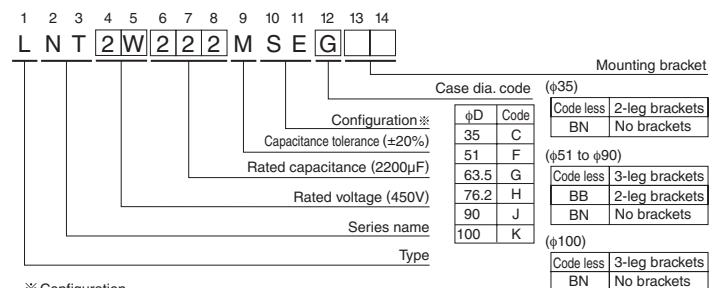 1 2 3 4 5 6 7 8 9 10 11 12 13 14
L N T 2 W 2 2 2 M S E G
Mounting bracket
Case dia. code
Configuration※
Capacitance tolerance (±20%)
Rated capacitance (2200μF)
Rated voltage (450V)
Series name
Type
ϕD Code
35 C
51 F
63.5 G
76.2 H
90 J
100 K
(ϕ35)
Code less 2-leg brackets
BN No brackets
(ϕ51 to ϕ90)
Code less 3-leg brackets
BB 2-leg brackets
BN No brackets
(ϕ100)
Code less 3-leg brackets
BN No brackets
※Configuration